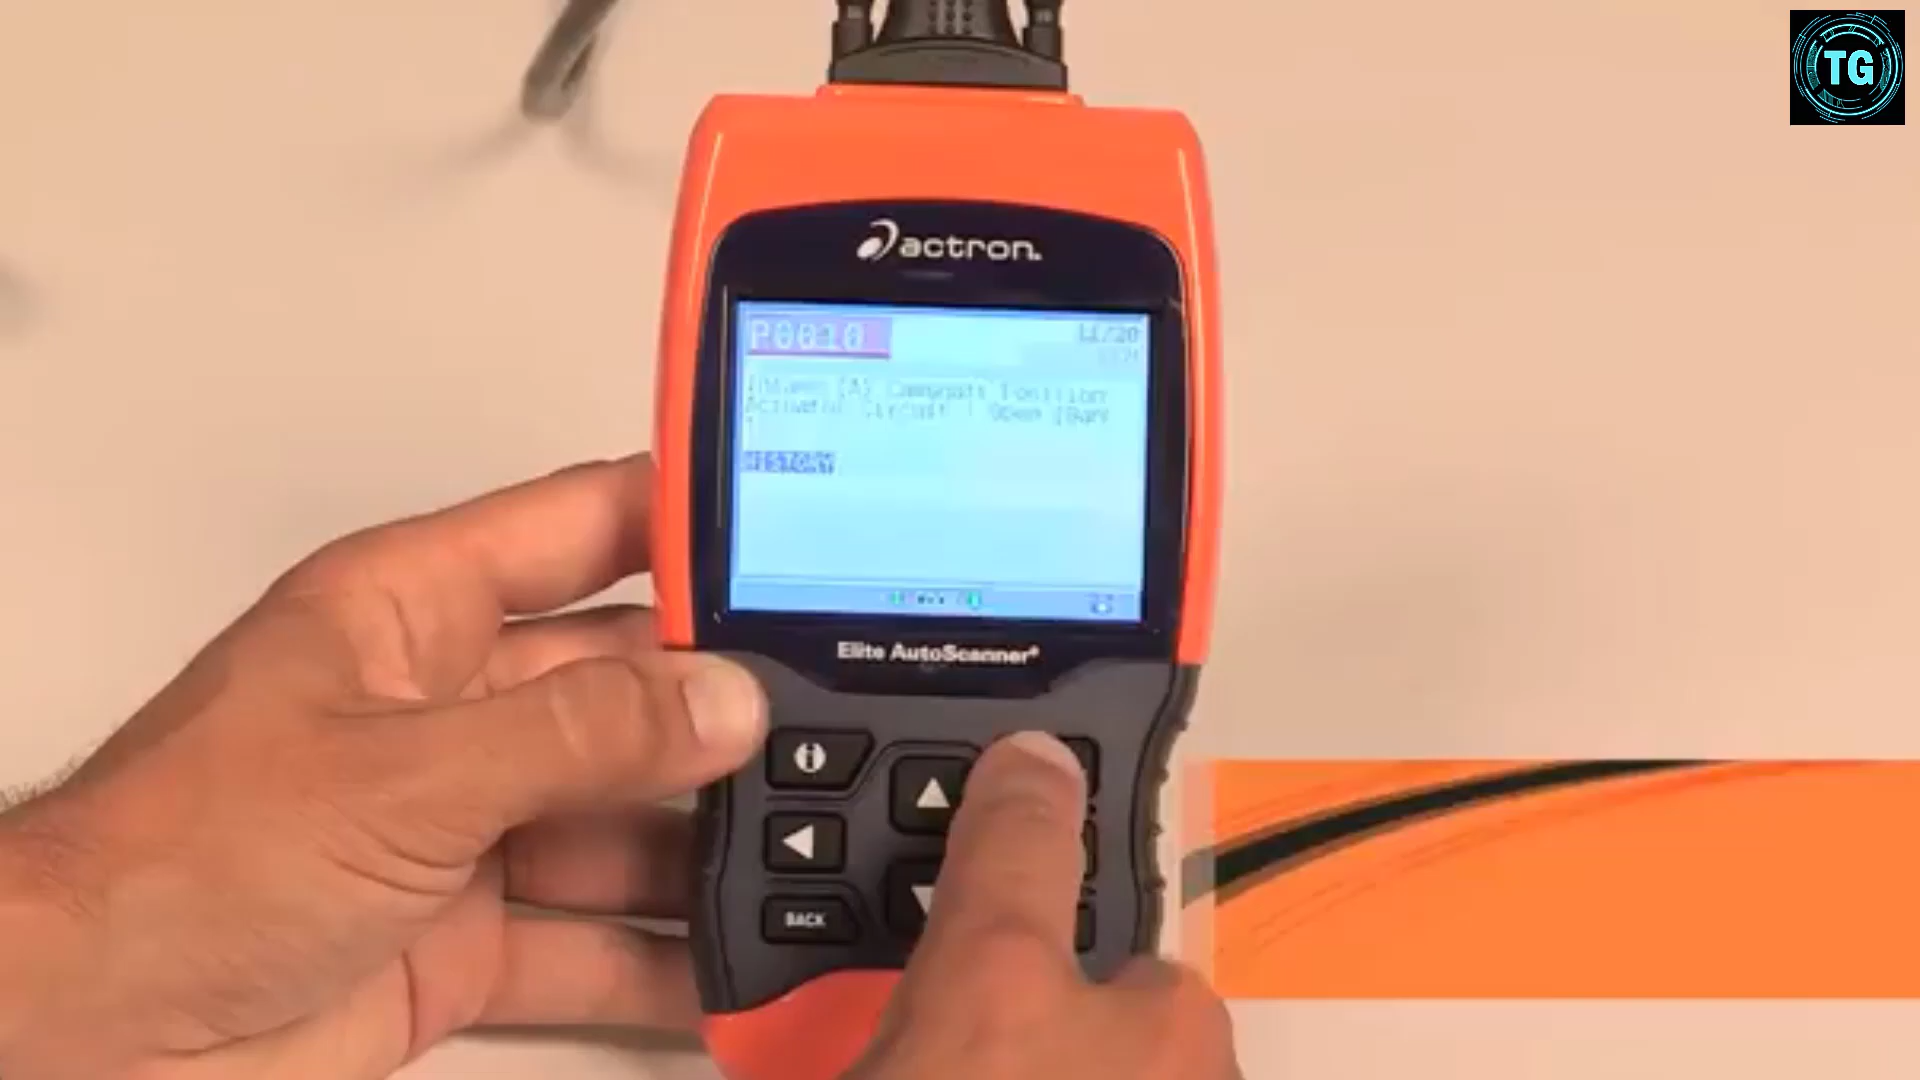 TG
actron.
P0010
11/20
Intake (A) Camshaft Position
Actuator Circuit / Open (Bank
1
HISTORY
Elite AutoScanner®
i
BACK